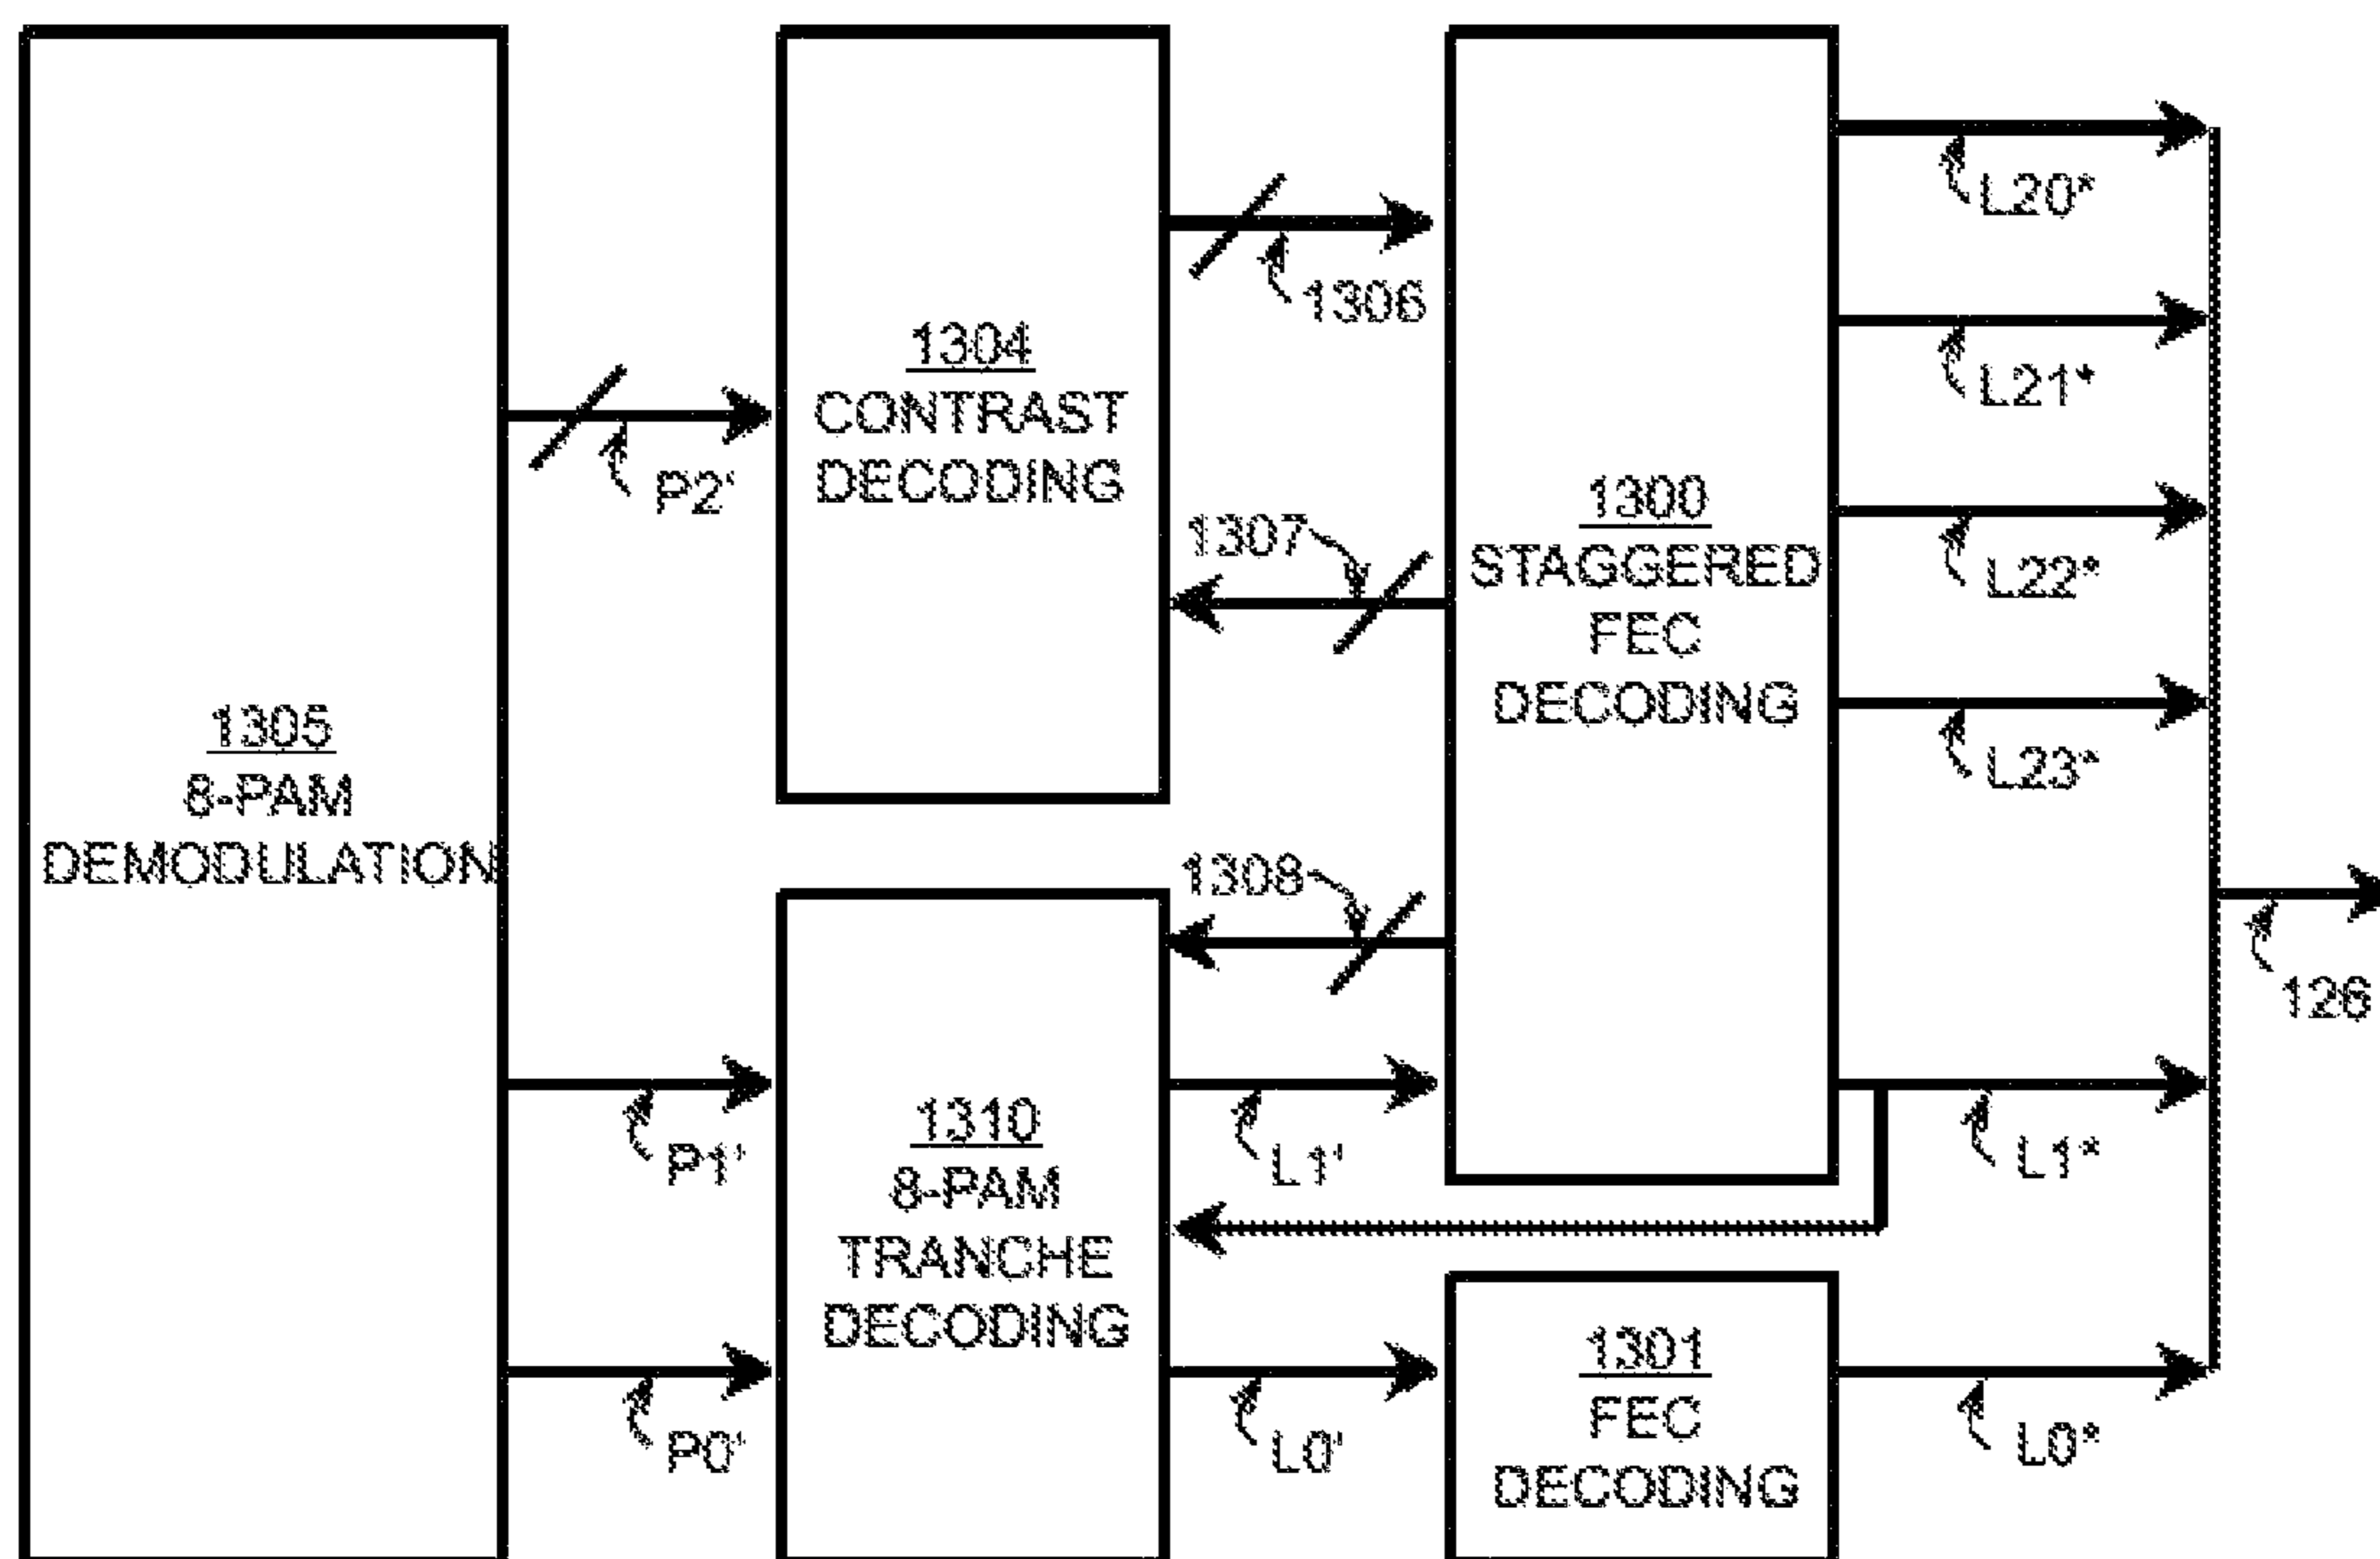 1305
8-PAM
DEMODULATION
P2'
P1'
P0'
1304
CONTRAST
DECODING
1306
1307
1308
1310
8-PAM
TRANCHE
DECODING
L1'
L0'
1300
STAGGERED
FEC
DECODING
1301
FEC
DECODING
L20*
L21*
L22*
L23*
L1*
L0*
126